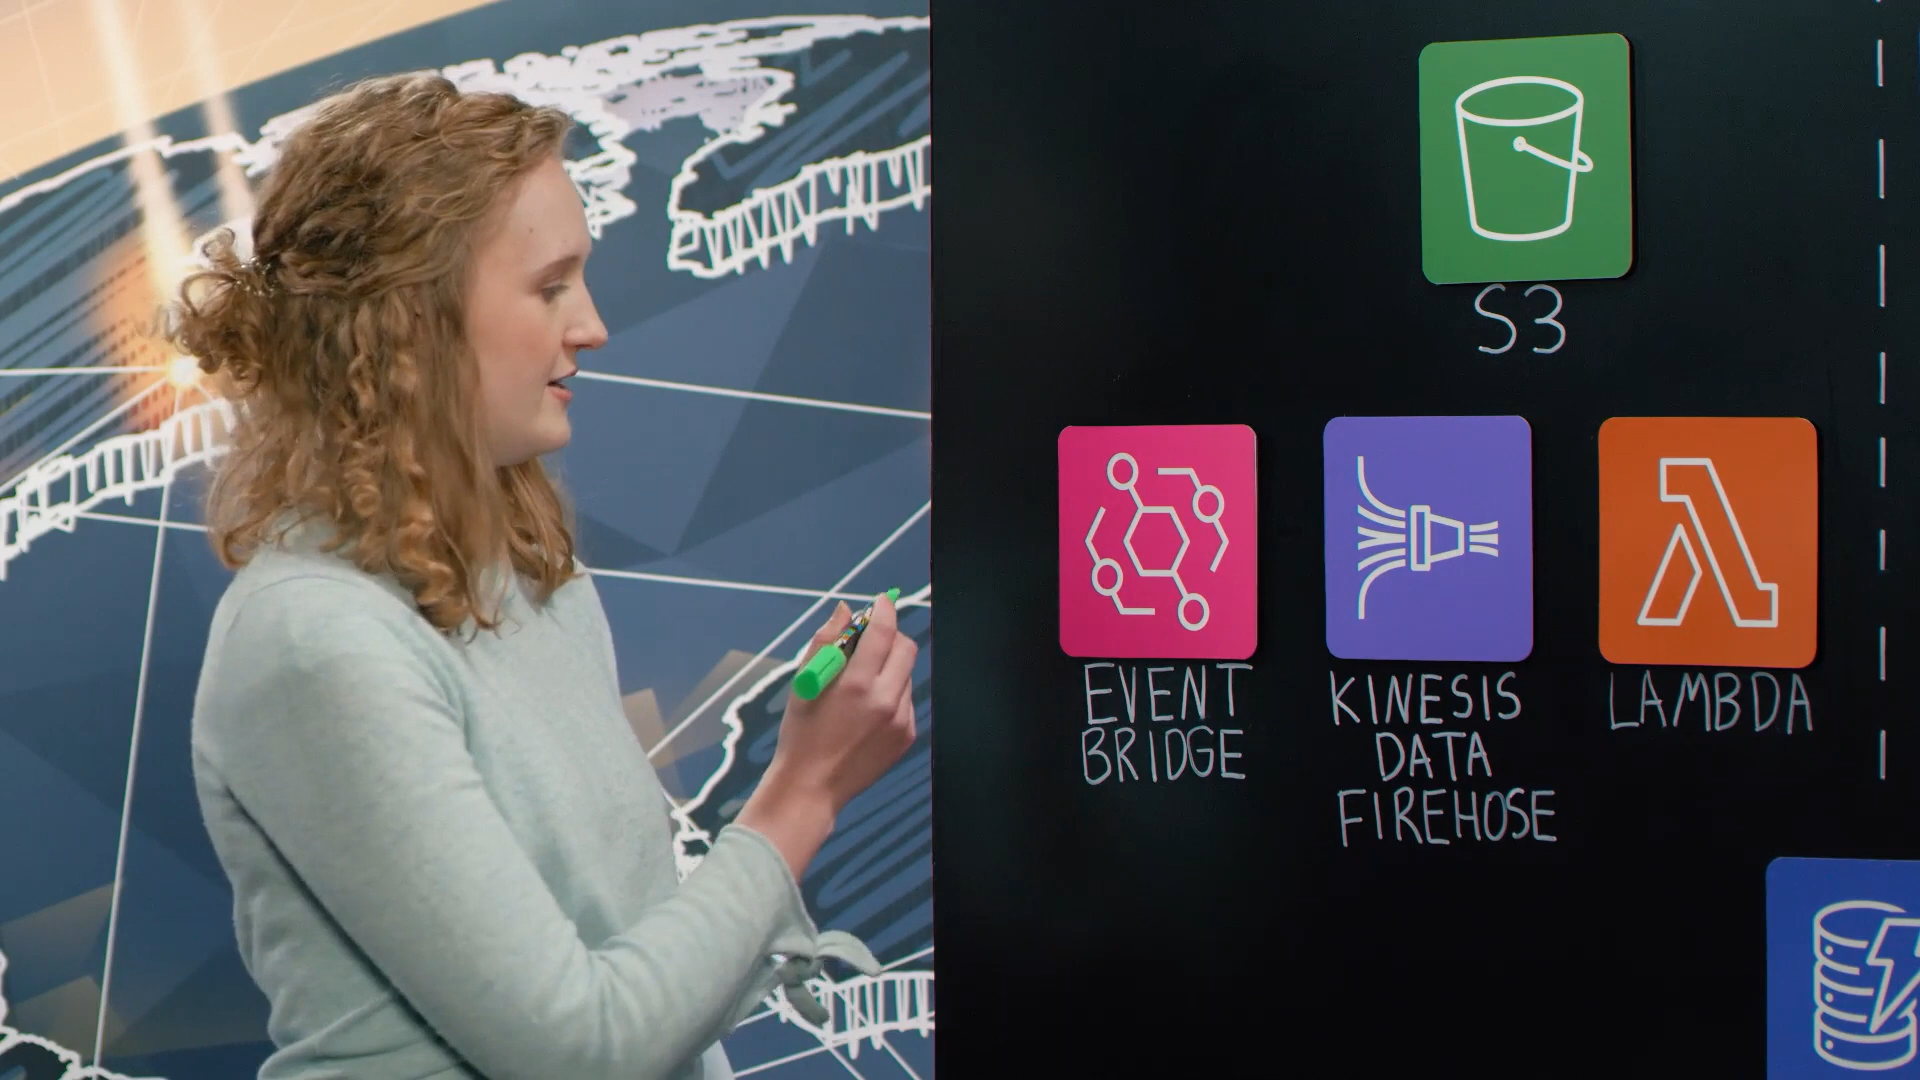 S3
EVENT
BRIDGE
KINESIS
DATA
FIREHOSE
LAMBDA